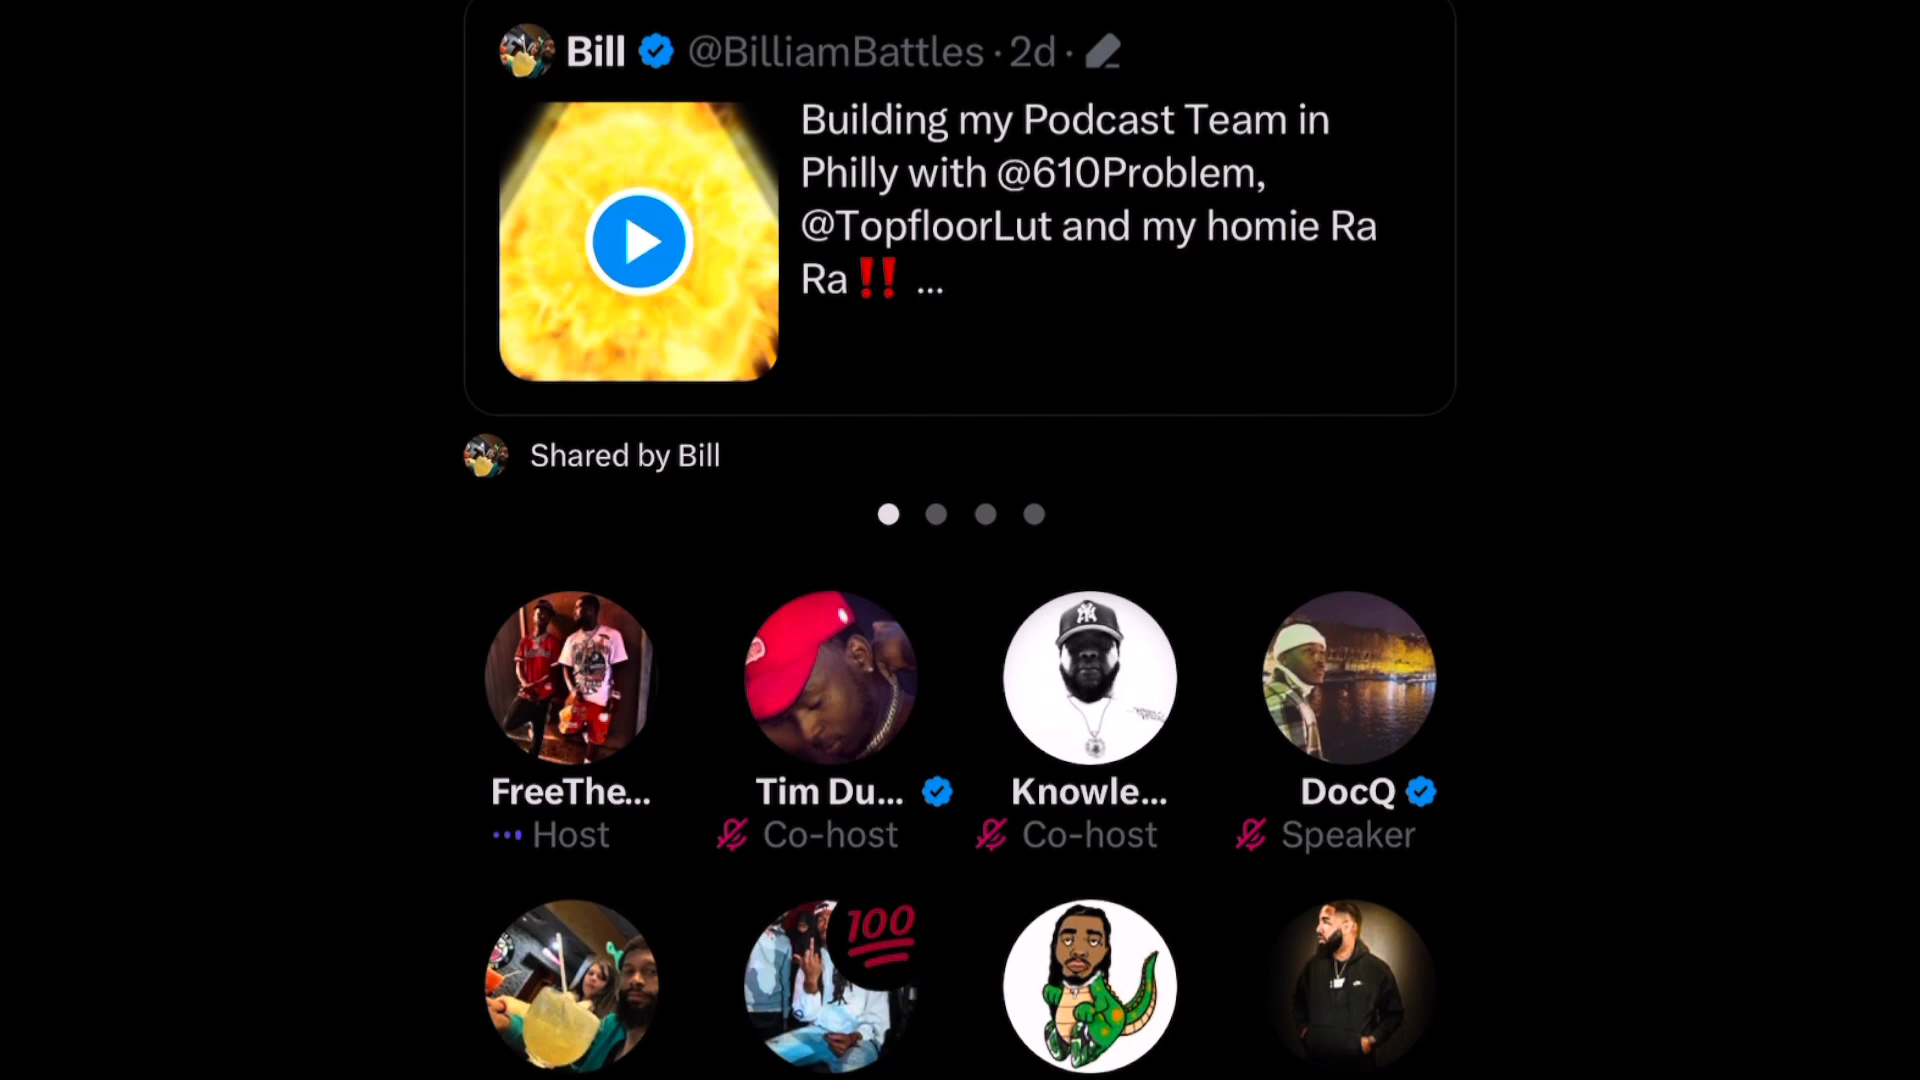 Bill @BilliamBattles · 2d ·
Building my Podcast Team in
Philly with @610Problem,
@TopfloorLut and my homie Ra
Ra‼️ ...
Shared by Bill
FreeThe... Tim Du... Knowle... DocQ
Host Co-host Co-host Speaker
100